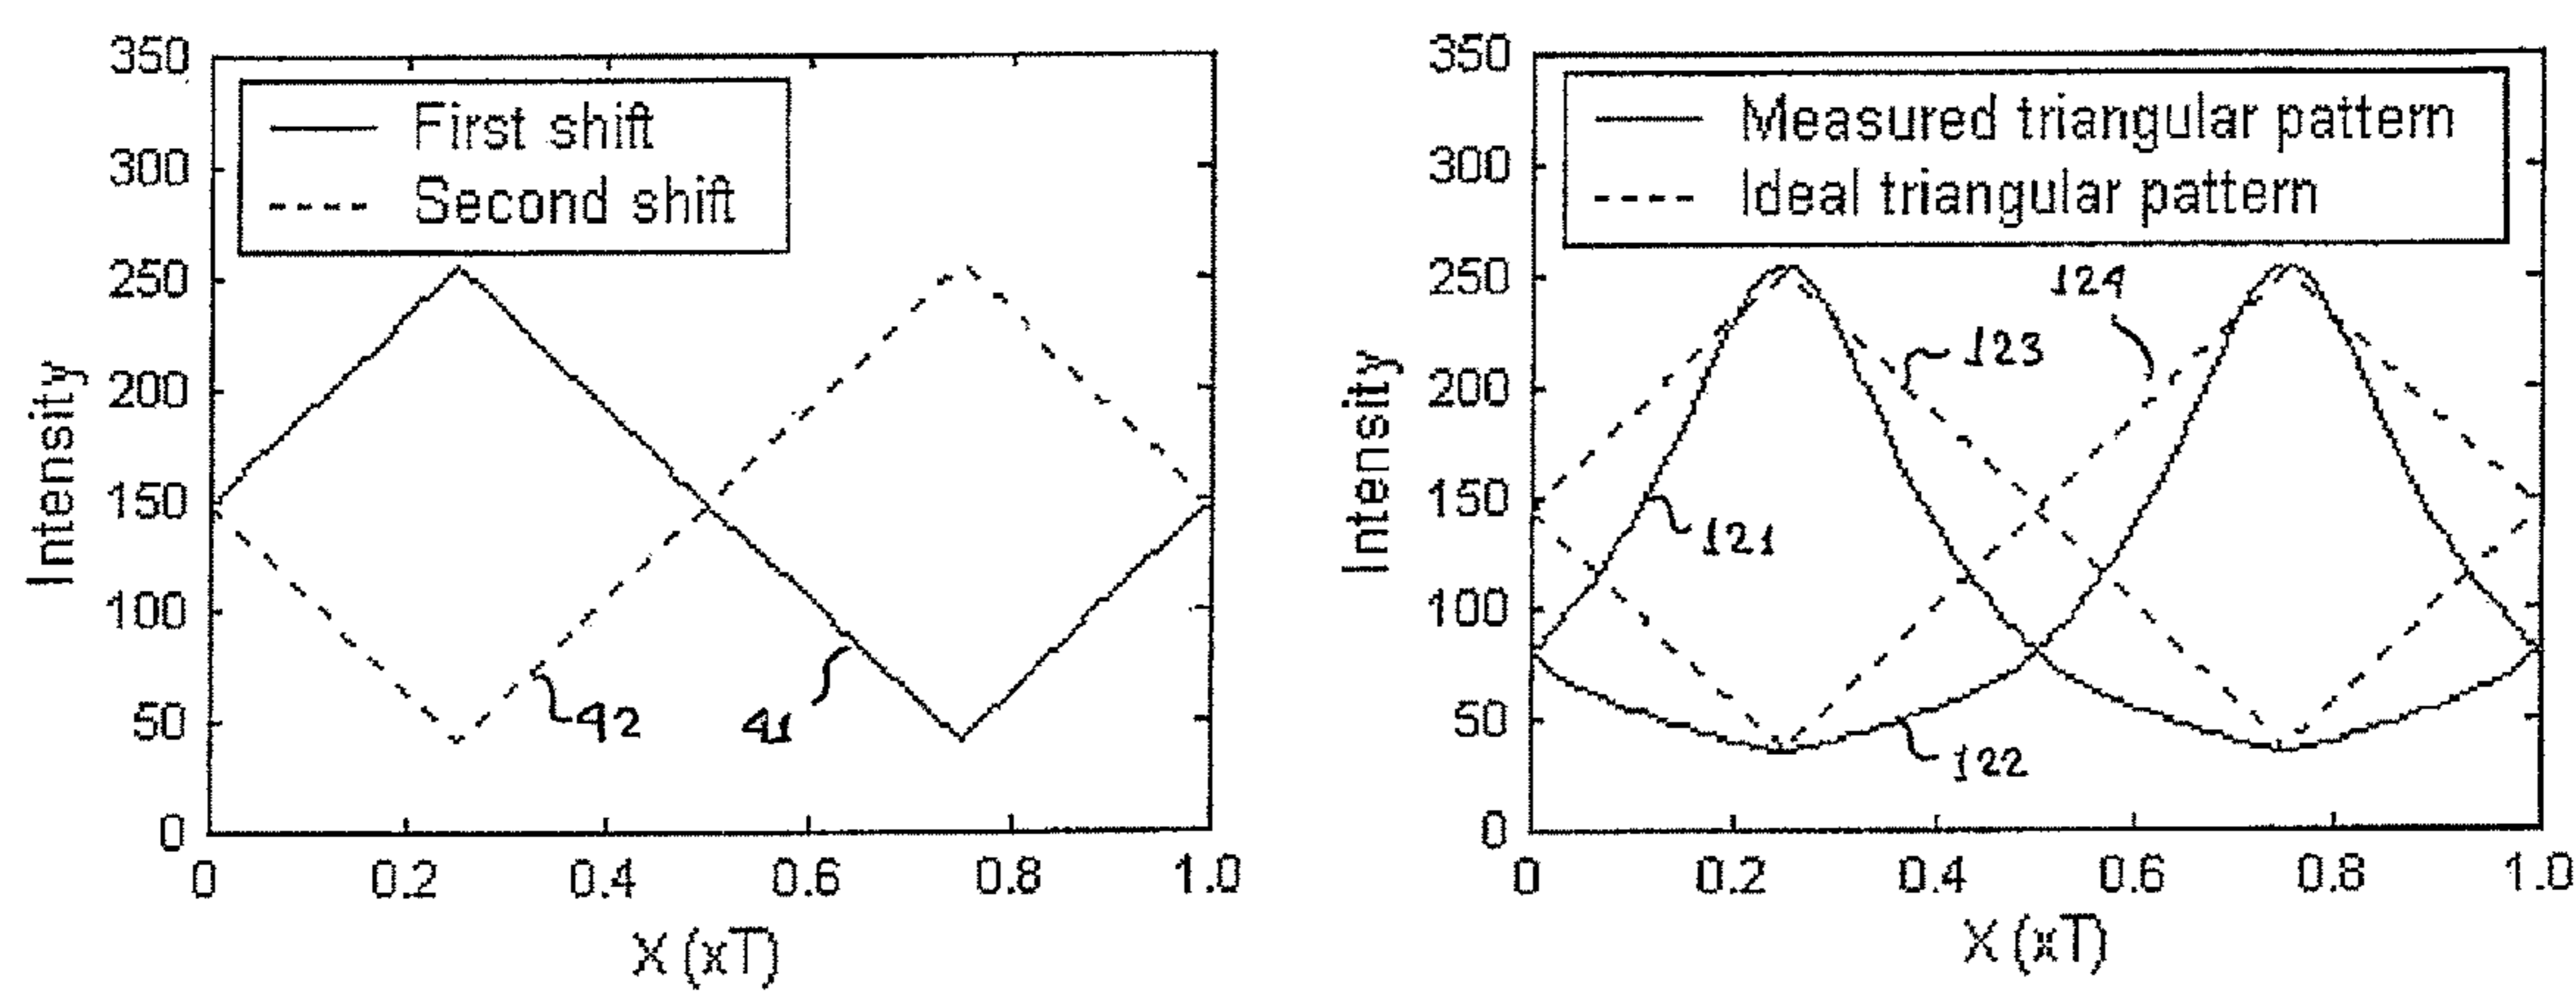 350
300
250
200
150
100
50
0
Intensity
First shift
Second shift
42
41
0 0.2 0.4 0.6 0.8 1.0
X (xT)
350
300
250
200
150
100
50
0
Intensity
Measured triangular pattern
Ideal triangular pattern
124
123
121
122
0 0.2 0.4 0.6 0.8 1.0
X (xT)